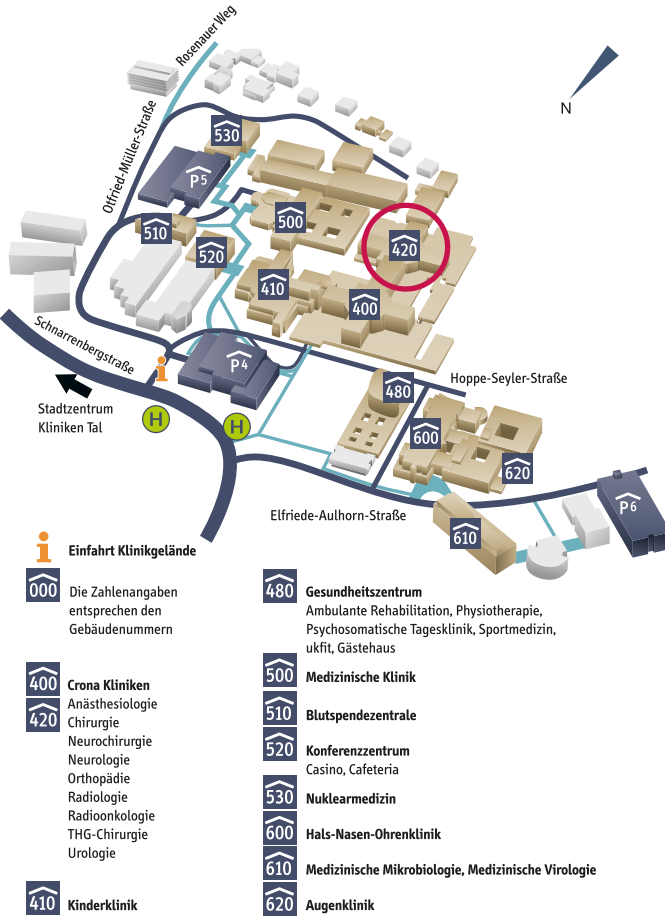 Rosenauer Weg
N
Otfried-Müller-Straße
530
P5
510
500
520
420
410
400
Schnarrenbergstraße
i
P4
Stadtzentrum
Kliniken Tal
H
H
480
Hoppe-Seyler-Straße
600
620
P6
610
Elfriede-Aulhorn-Straße
i Einfahrt Klinikgelände
000 Die Zahlenangaben
entsprechen den
Gebäudenummern
400 Crona Kliniken
420 Anästhesiologie
Chirurgie
Neurochirurgie
Neurologie
Orthopädie
Radiologie
Radioonkologie
THG-Chirurgie
Urologie
410 Kinderklinik
480 Gesundheitszentrum
Ambulante Rehabilitation, Physiotherapie,
Psychosomatische Tagesklinik, Sportmedizin,
ukfit, Gästehaus
500 Medizinische Klinik
510 Blutspendezentrale
520 Konferenzzentrum
Casino, Cafeteria
530 Nuklearmedizin
600 Hals-Nasen-Ohrenklinik
610 Medizinische Mikrobiologie, Medizinische Virologie
620 Augenklinik